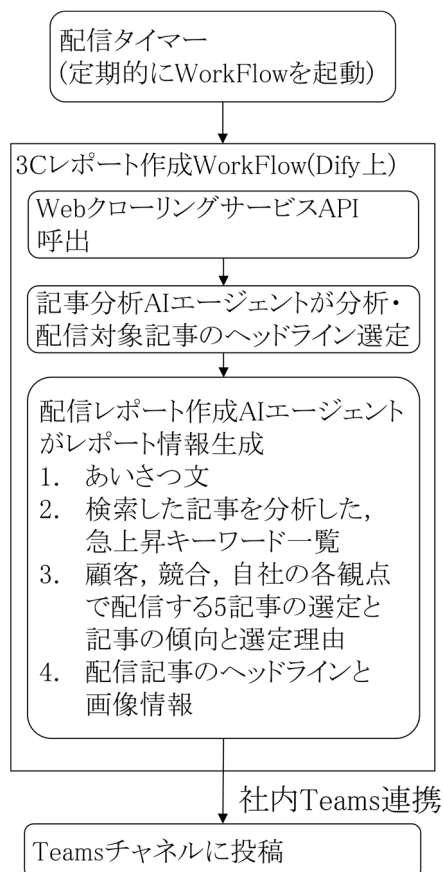 配信タイマー
(定期的にWorkFlowを起動)
3Cレポート作成WorkFlow(Dify上)
WebクローリングサービスAPI
呼出
記事分析AIエージェントが分析・
配信対象記事のヘッドライン選定
配信レポート作成AIエージェント
がレポート情報生成
1. あいさつ文
2. 検索した記事を分析した,
急上昇キーワード一覧
3. 顧客, 競合, 自社の各観点
で配信する5記事の選定と
記事の傾向と選定理由
4. 配信記事のヘッドラインと
画像情報
社内Teams連携
Teamsチャネルに投稿